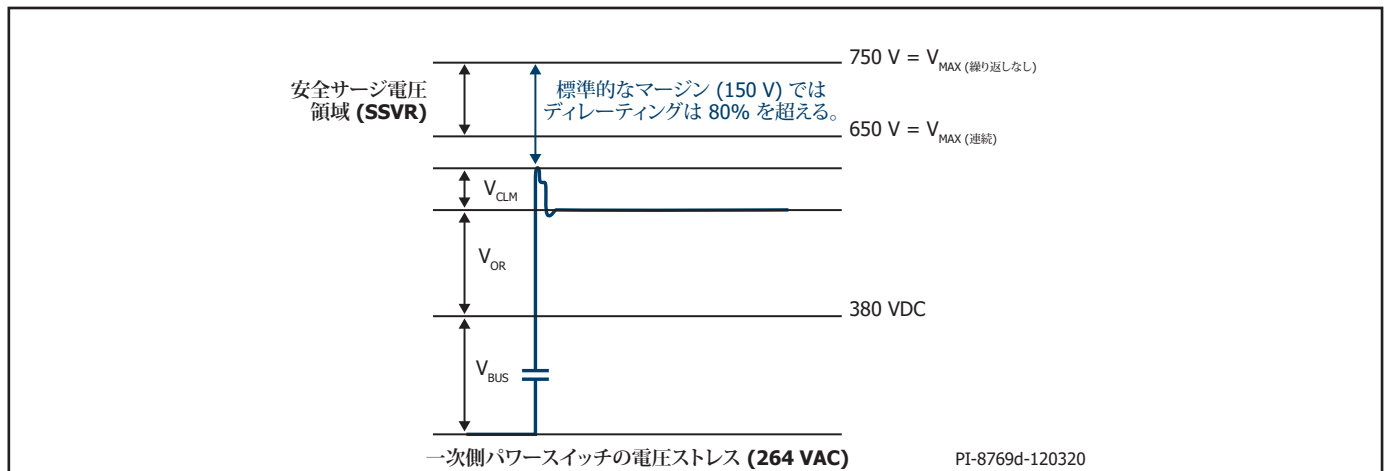 750 V = VMAX (繰り返しなし)
安全サージ電圧
領域 (SSVR)
標準的なマージン (150 V) では
ディレーティングは 80% を超える。
650 V = VMAX (連続)
VCLM
VOR
380 VDC
VBUS
一次側パワースイッチの電圧ストレス (264 VAC)
PI-8769d-120320